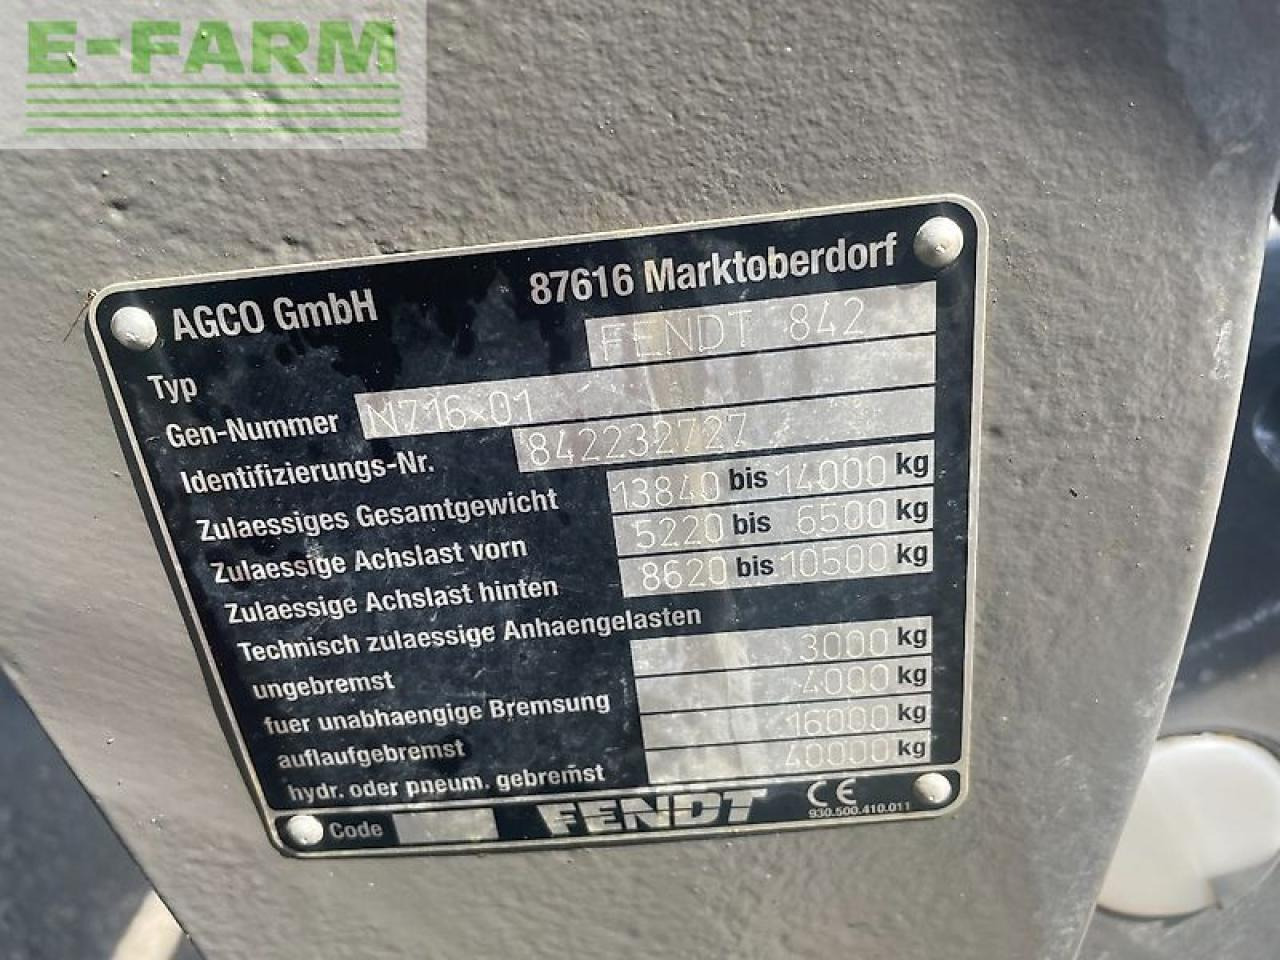 E-FARM
AGCO GmbH 87616 Marktoberdorf
Typ FENDT 842
Gen-Nummer N716x01
Identifizierungs-Nr. 842232727
Zulaessiges Gesamtgewicht 13840 bis 14000 kg
Zulaessige Achslast vorn 5220 bis 6500 kg
Zulaessige Achslast hinten 8620 bis 10500 kg
Technisch zulaessige Anhaengelasten
ungebremst 3000 kg
fuer unabhaengige Bremsung 4000 kg
auflaufgebremst 16000 kg
hydr. oder pneum. gebremst 40000 kg
Code FENDT CE
930.500.410.011